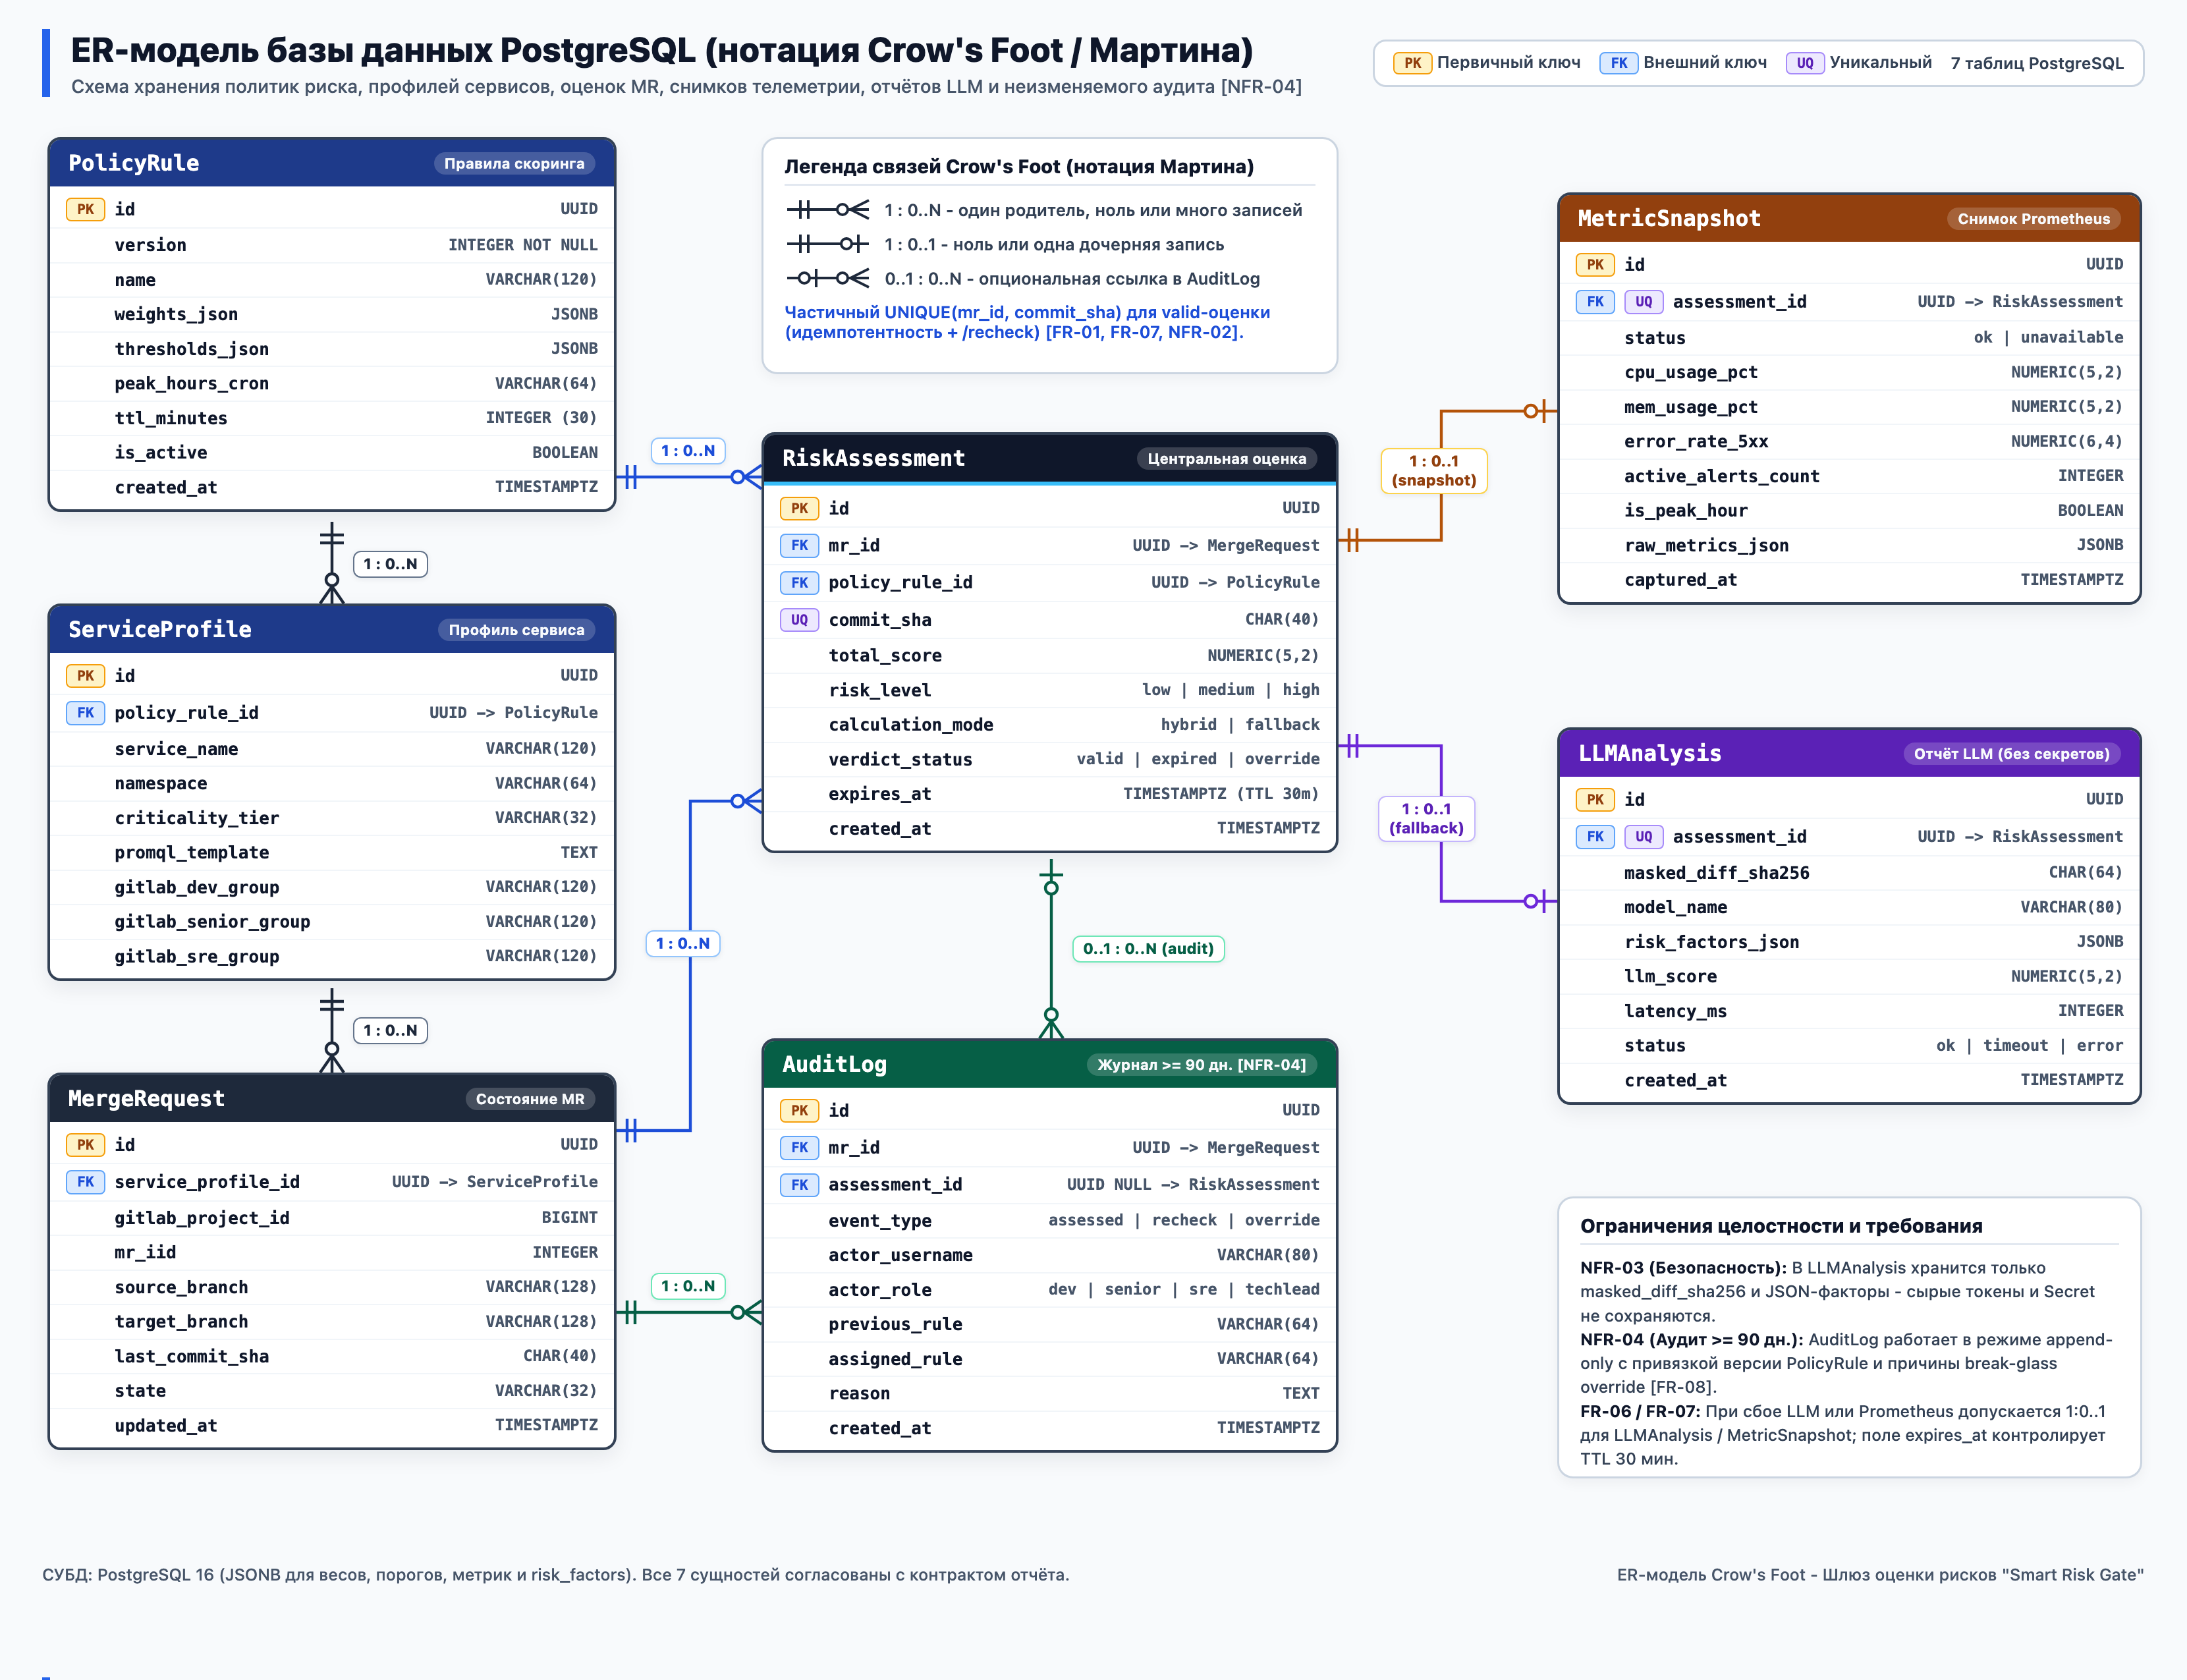 ER-модель базы данных PostgreSQL (нотация Crow's Foot / Мартина)
Схема хранения политик риска, профилей сервисов, оценок MR, снимков телеметрии, отчётов LLM и неизменяемого аудита [NFR-04]
PK Первичный ключ FK Внешний ключ UQ Уникальный 7 таблиц PostgreSQL
PolicyRule Правила скоринга
PK id UUID
version INTEGER NOT NULL
name VARCHAR(120)
weights_json JSONB
thresholds_json JSONB
peak_hours_cron VARCHAR(64)
ttl_minutes INTEGER (30)
is_active BOOLEAN
created_at TIMESTAMPTZ
1 : 0..N
1 : 0..N
ServiceProfile Профиль сервиса
PK id UUID
FK policy_rule_id UUID –> PolicyRule
service_name VARCHAR(120)
namespace VARCHAR(64)
criticality_tier VARCHAR(32)
promql_template TEXT
gitlab_dev_group VARCHAR(120)
gitlab_senior_group VARCHAR(120)
gitlab_sre_group VARCHAR(120)
1 : 0..N
1 : 0..N
MergeRequest Состояние MR
PK id UUID
FK service_profile_id UUID –> ServiceProfile
gitlab_project_id BIGINT
mr_iid INTEGER
source_branch VARCHAR(128)
target_branch VARCHAR(128)
last_commit_sha CHAR(40)
state VARCHAR(32)
updated_at TIMESTAMPTZ
1 : 0..N
Легенда связей Crow's Foot (нотация Мартина)
1 : 0..N - один родитель, ноль или много записей
1 : 0..1 - ноль или одна дочерняя запись
0..1 : 0..N - опциональная ссылка в AuditLog
Частичный UNIQUE(mr_id, commit_sha) для valid-оценки
(идемпотентность + /recheck) [FR-01, FR-07, NFR-02].
RiskAssessment Центральная оценка
PK id UUID
FK mr_id UUID –> MergeRequest
FK policy_rule_id UUID –> PolicyRule
UQ commit_sha CHAR(40)
total_score NUMERIC(5,2)
risk_level low | medium | high
calculation_mode hybrid | fallback
verdict_status valid | expired | override
expires_at TIMESTAMPTZ (TTL 30m)
created_at TIMESTAMPTZ
0..1 : 0..N (audit)
AuditLog Журнал >= 90 дн. [NFR-04]
PK id UUID
FK mr_id UUID –> MergeRequest
FK assessment_id UUID NULL –> RiskAssessment
event_type assessed | recheck | override
actor_username VARCHAR(80)
actor_role dev | senior | sre | techlead
previous_rule VARCHAR(64)
assigned_rule VARCHAR(64)
reason TEXT
created_at TIMESTAMPTZ
1 : 0..1
(snapshot)
1 : 0..1
(fallback)
MetricSnapshot Снимок Prometheus
PK id UUID
FK UQ assessment_id UUID –> RiskAssessment
status ok | unavailable
cpu_usage_pct NUMERIC(5,2)
mem_usage_pct NUMERIC(5,2)
error_rate_5xx NUMERIC(6,4)
active_alerts_count INTEGER
is_peak_hour BOOLEAN
raw_metrics_json JSONB
captured_at TIMESTAMPTZ
LLMAnalysis Отчёт LLM (без секретов)
PK id UUID
FK UQ assessment_id UUID –> RiskAssessment
masked_diff_sha256 CHAR(64)
model_name VARCHAR(80)
risk_factors_json JSONB
llm_score NUMERIC(5,2)
latency_ms INTEGER
status ok | timeout | error
created_at TIMESTAMPTZ
Ограничения целостности и требования
NFR-03 (Безопасность): В LLMAnalysis хранится только
masked_diff_sha256 и JSON-факторы - сырые токены и Secret
не сохраняются.
NFR-04 (Аудит >= 90 дн.): AuditLog работает в режиме append-
only с привязкой версии PolicyRule и причины break-glass
override [FR-08].
FR-06 / FR-07: При сбое LLM или Prometheus допускается 1:0..1
для LLMAnalysis / MetricSnapshot; поле expires_at контролирует
TTL 30 мин.
СУБД: PostgreSQL 16 (JSONB для весов, порогов, метрик и risk_factors). Все 7 сущностей согласованы с контрактом отчёта.
ER-модель Crow's Foot - Шлюз оценки рисков "Smart Risk Gate"